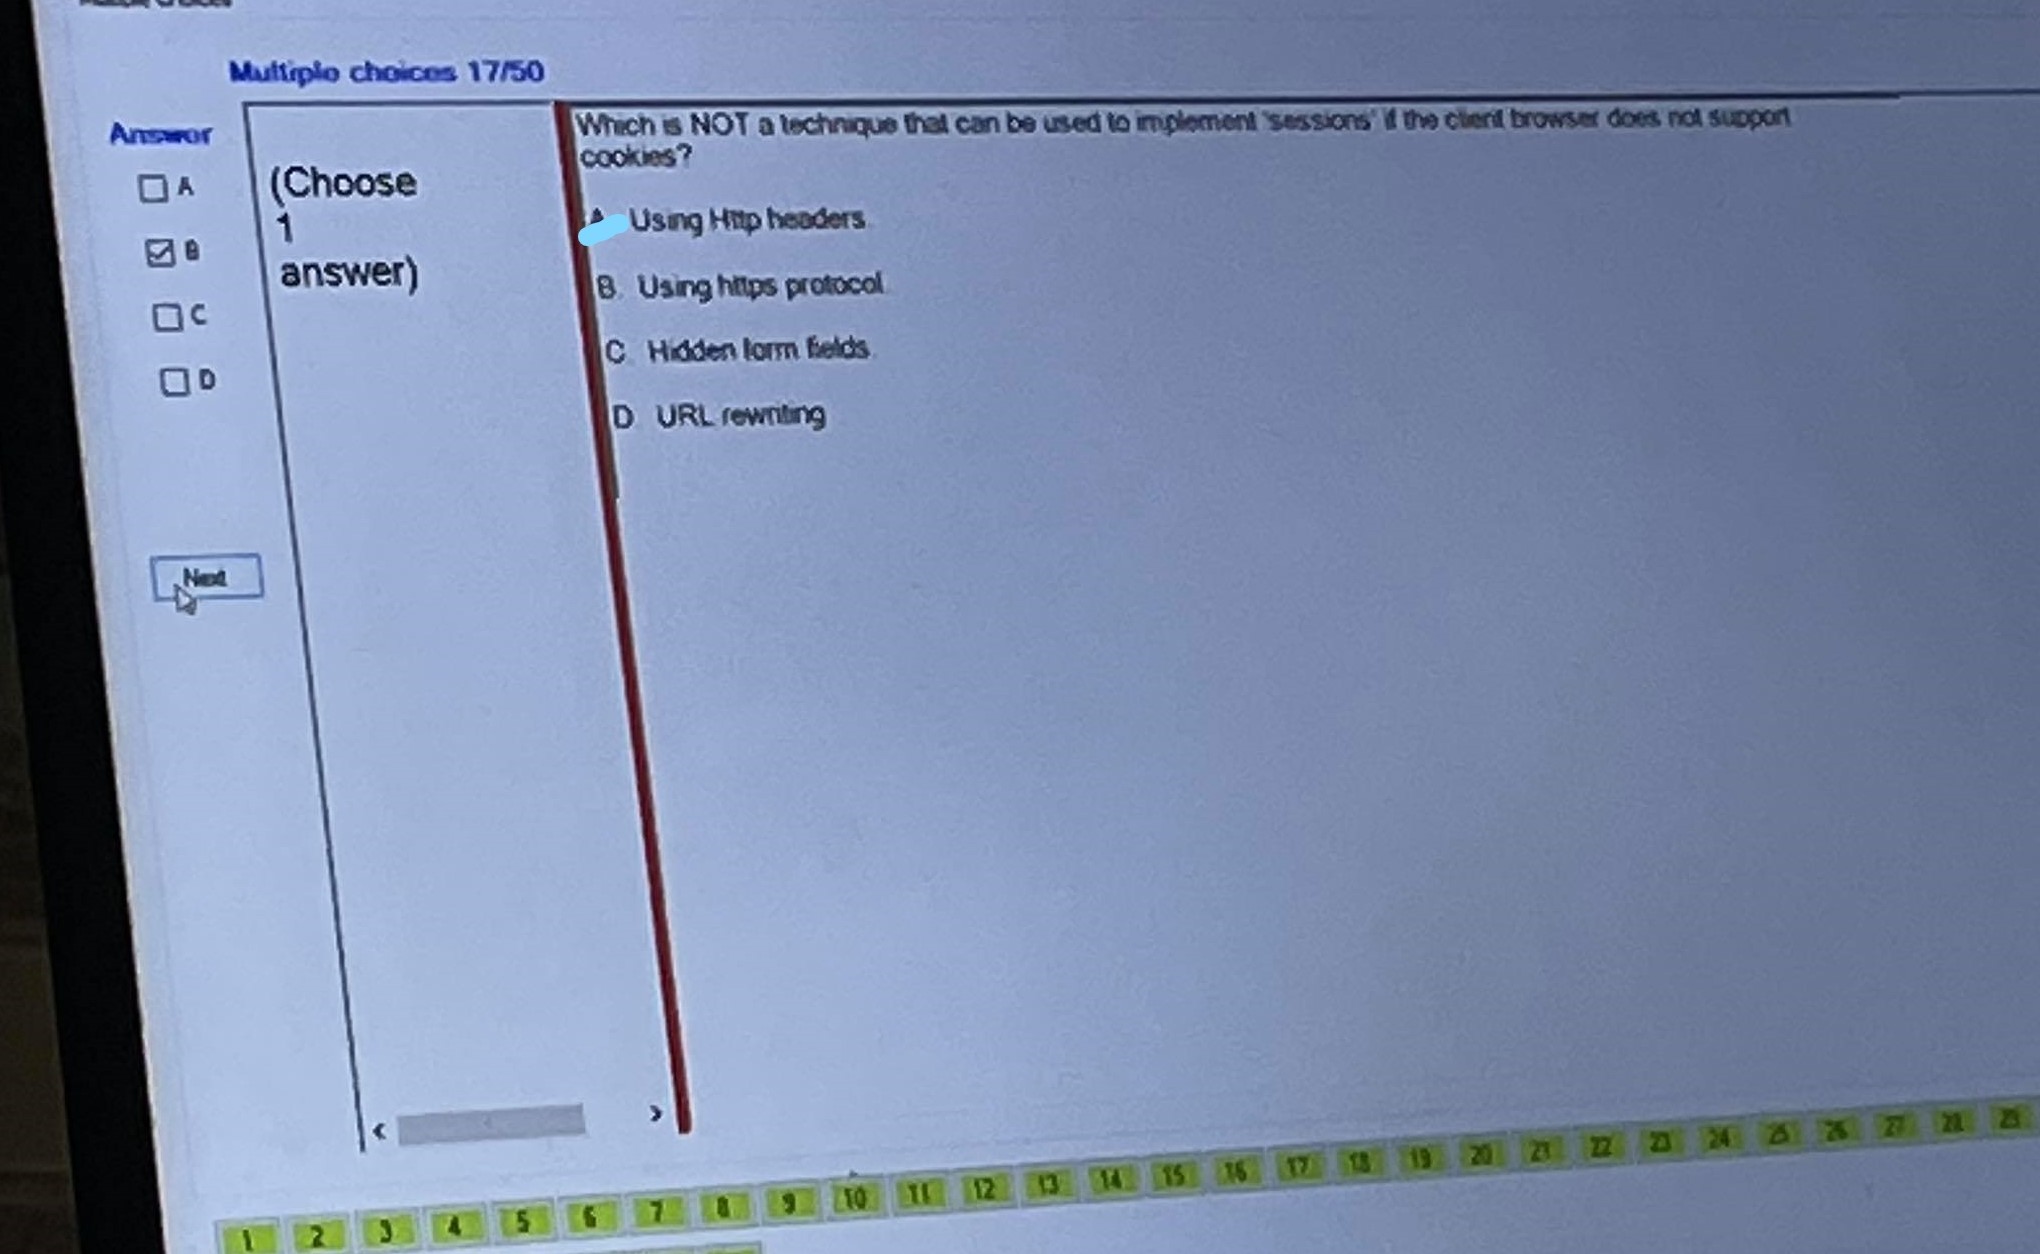 Multiple choices 17/50
Answer
A
B
C
D
(Choose
1
answer)
Next
Which is NOT a technique that can be used to implement 'sessions' if the client browser does not support
cookies?
A. Using Http headers.
B. Using https protocol
C. Hidden form fields.
D. URL rewriting
1 2 3 4 5 6 7 8 9 10 11 12 13 14 15 16 17 18 19 20 21 22 23 24 25 26 27 28 29